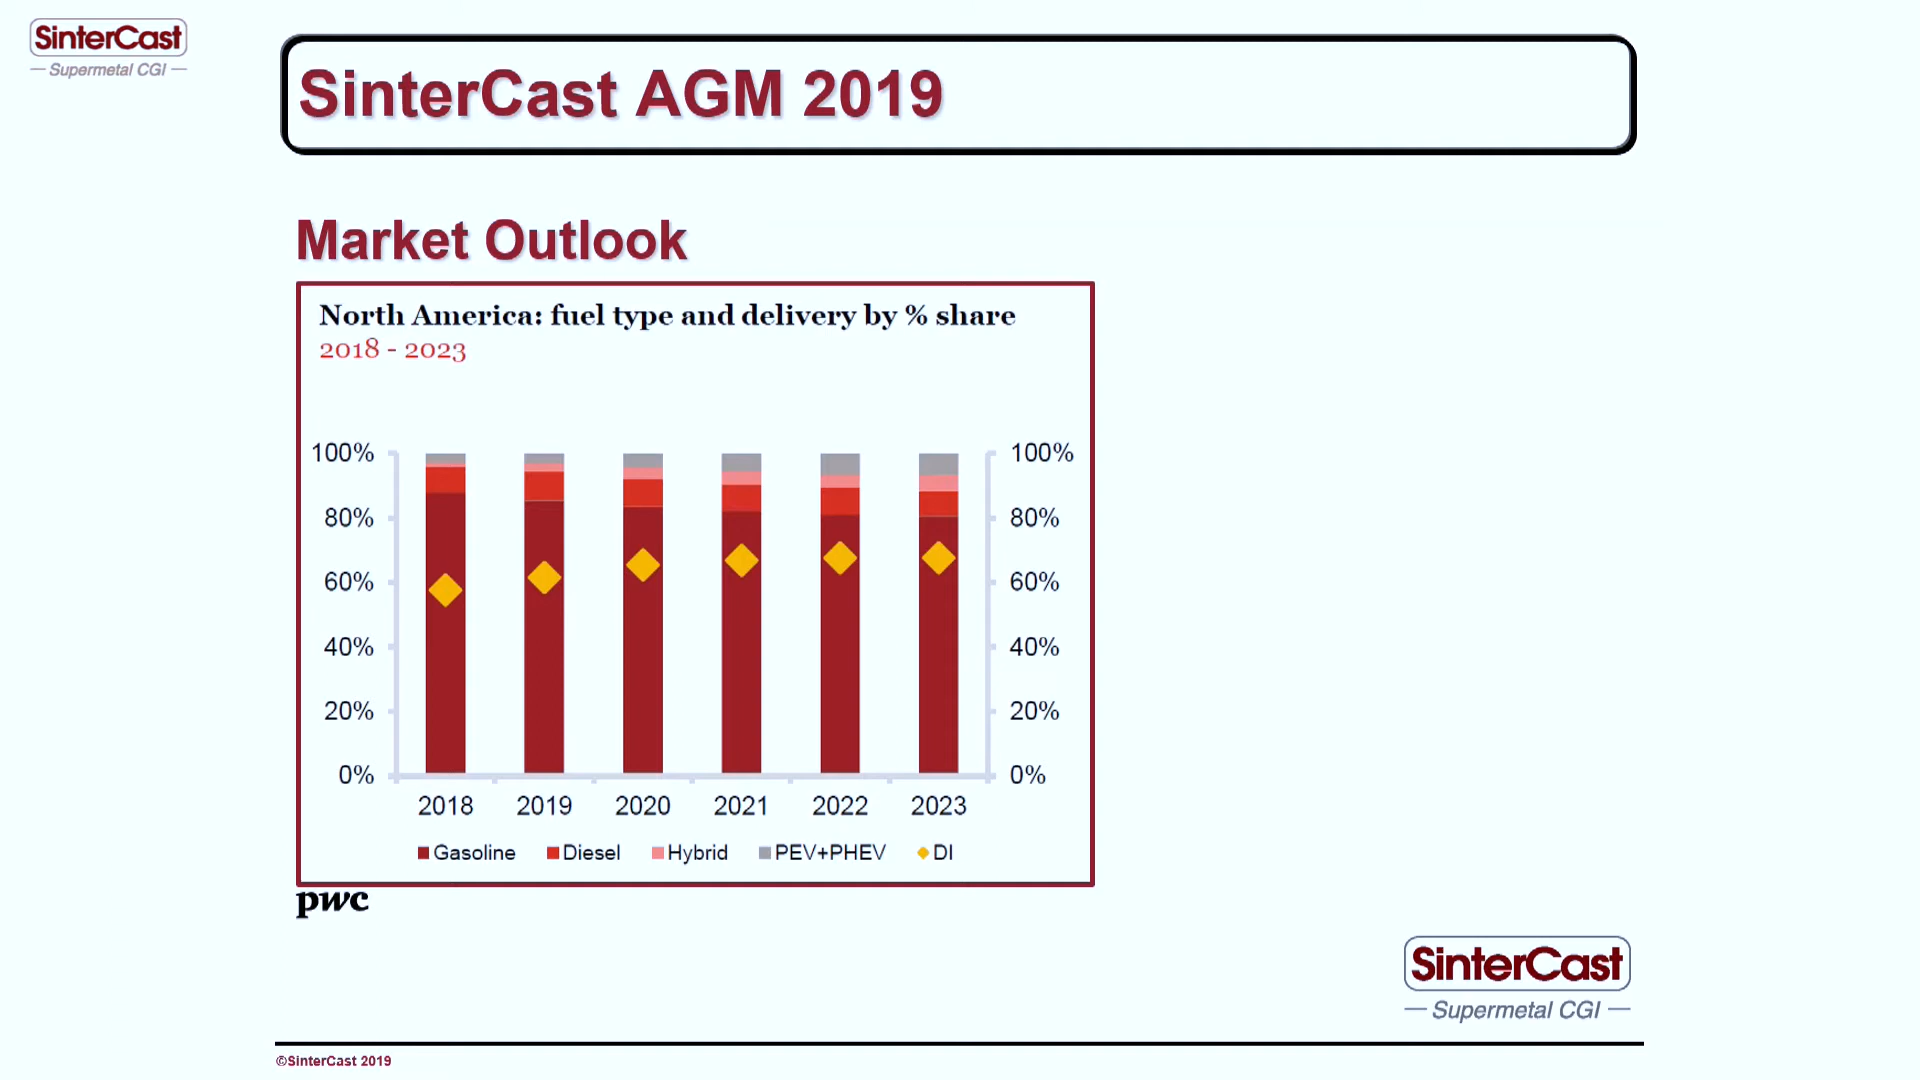 SinterCast
Supermetal CGI
SinterCast AGM 2019
Market Outlook
North America: fuel type and delivery by % share
2018 - 2023
100% 100%
80% 80%
60% 60%
40% 40%
20% 20%
0% 0%
2018 2019 2020 2021 2022 2023
Gasoline Diesel Hybrid PEV+PHEV DI
pwc
SinterCast
Supermetal CGI
©SinterCast 2019